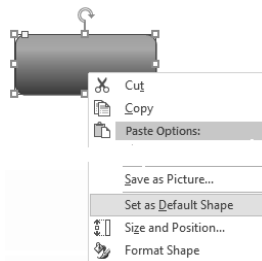 Cut
Copy
Paste Options:
Save as Picture...
Set as Default Shape
Size and Position...
Format Shape